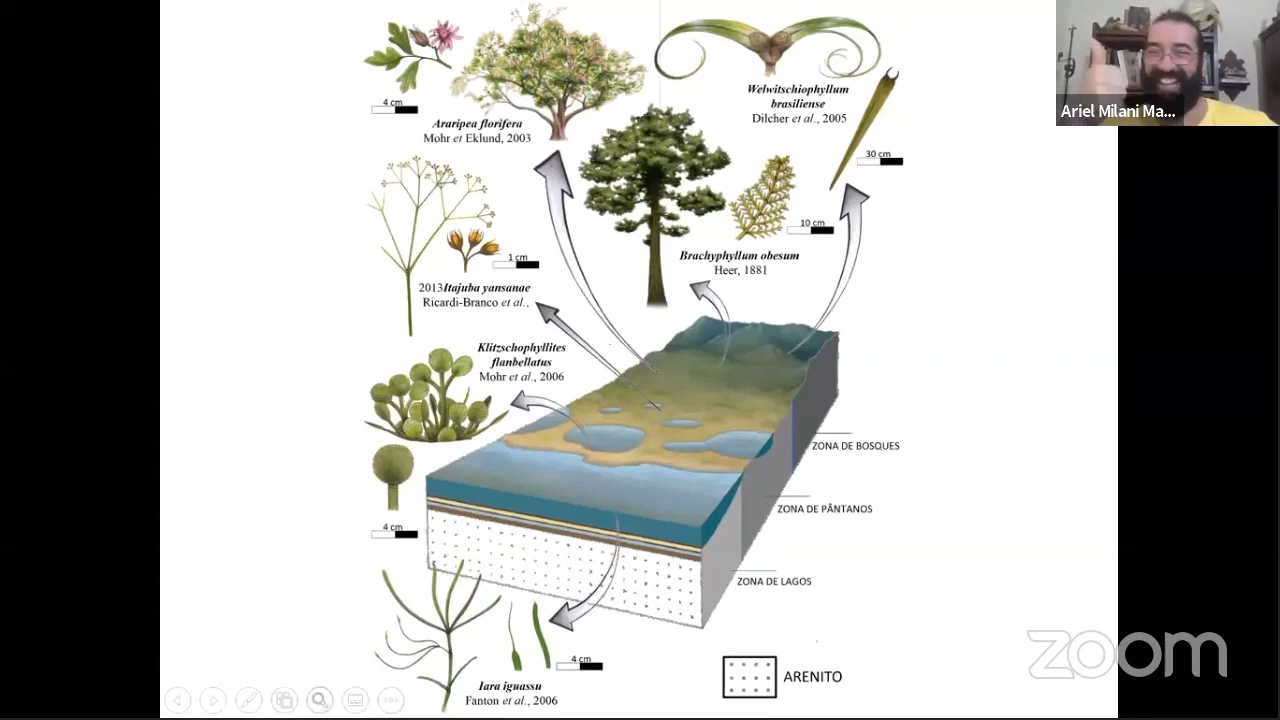 4 cm
Araripea florifera
Mohr et Eklund, 2003
Welwitschiophyllum
brasiliense
Dilcher et al., 2005
30 cm
10 cm
Brachyphyllum obesum
Heer, 1881
1 cm
2013Itajuba yansanae
Ricardi-Branco et al.,
Klitzschophyllites
flanbellatus
Mohr et al., 2006
4 cm
ZONA DE BOSQUES
ZONA DE PÂNTANOS
ZONA DE LAGOS
4 cm
Iara iguassu
Fanton et al., 2006
ARENITO
Ariel Milani Ma...
zoom